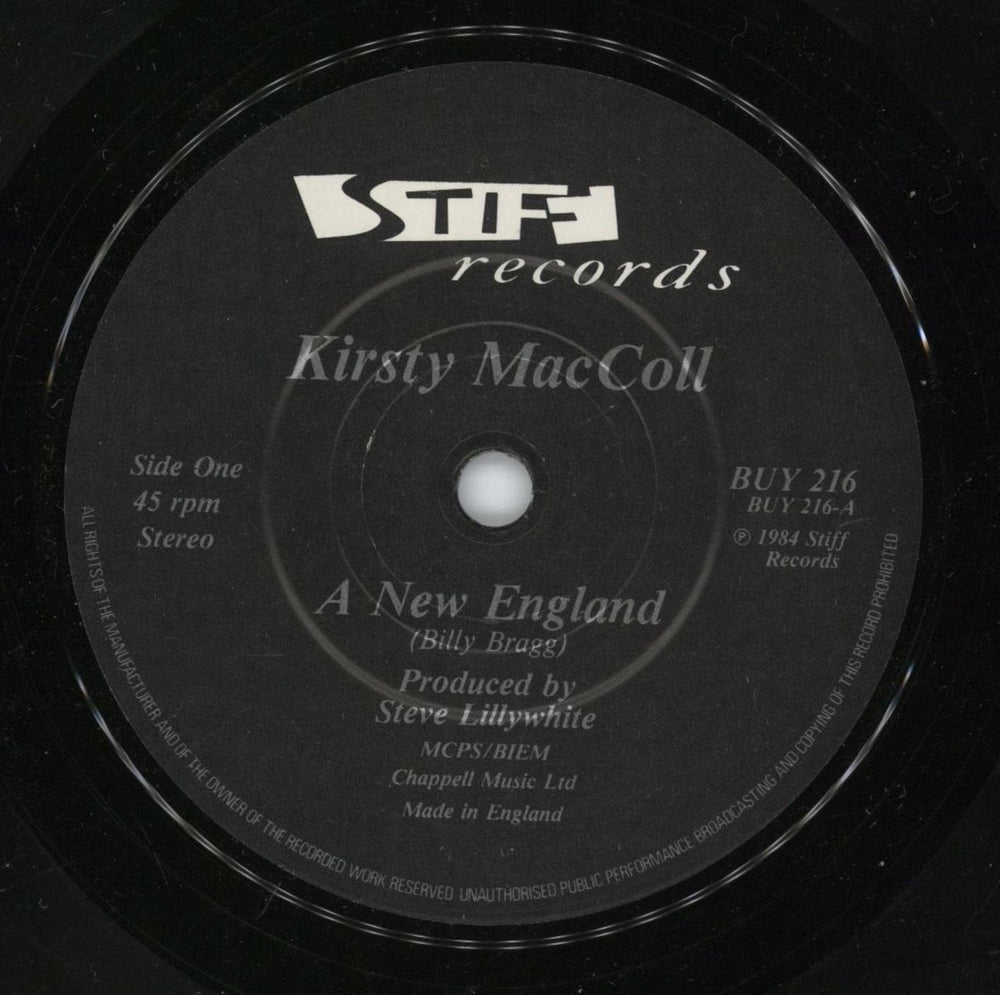 STIFF
records
Kirsty MacColl
Side One
45 rpm
Stereo
BUY 216
BUY 216-A
℗ 1984 Stiff
Records
A New England
(Billy Bragg)
Produced by
Steve Lillywhite
MCPS/BIEM
Chappell Music Ltd
Made in England
ALL RIGHTS OF THE MANUFACTURER AND OF THE OWNER OF THE RECORDED WORK RESERVED UNAUTHORISED PUBLIC PERFORMANCE BROADCASTING AND COPYING OF THIS RECORD PROHIBITED